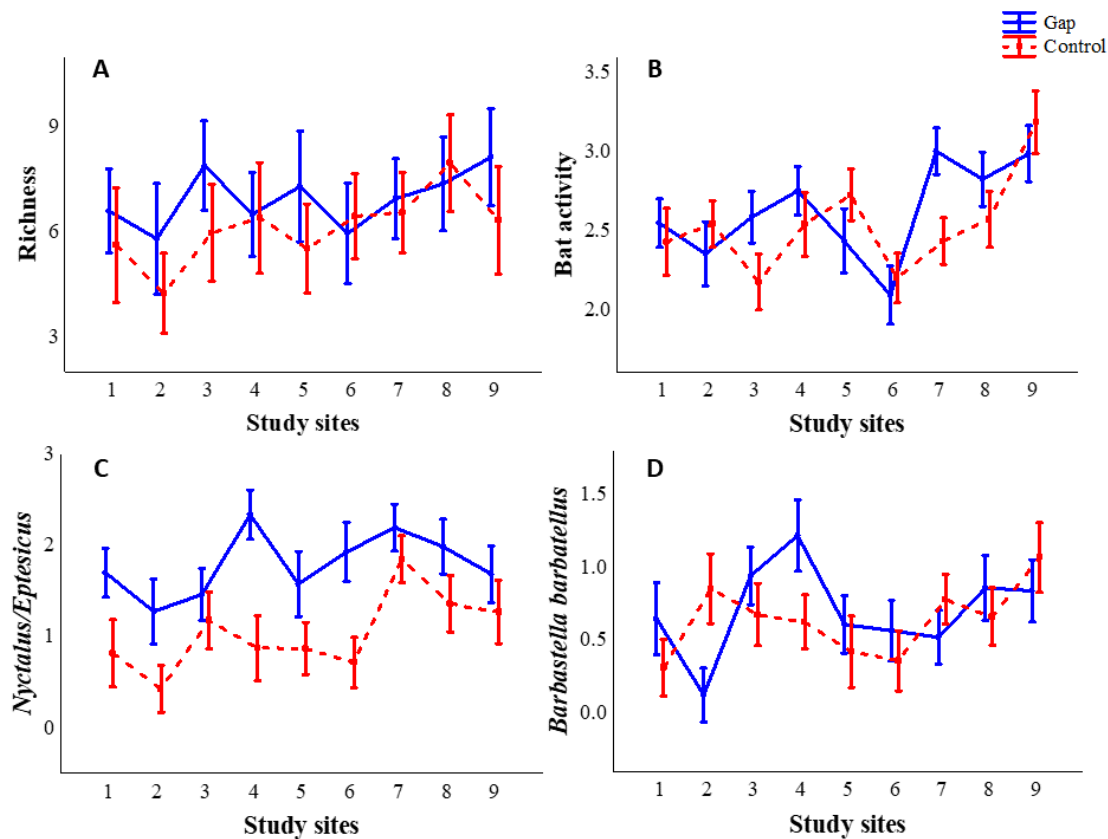 Gap
Control
A
Richness
9
6
3
1 2 3 4 5 6 7 8 9
Study sites
B
Bat activity
3.5
3.0
2.5
2.0
1 2 3 4 5 6 7 8 9
Study sites
C
Nyctalus/Eptesicus
3
2
1
0
1 2 3 4 5 6 7 8 9
Study sites
D
Barbastella barbatellus
1.5
1.0
0.5
0.0
1 2 3 4 5 6 7 8 9
Study sites